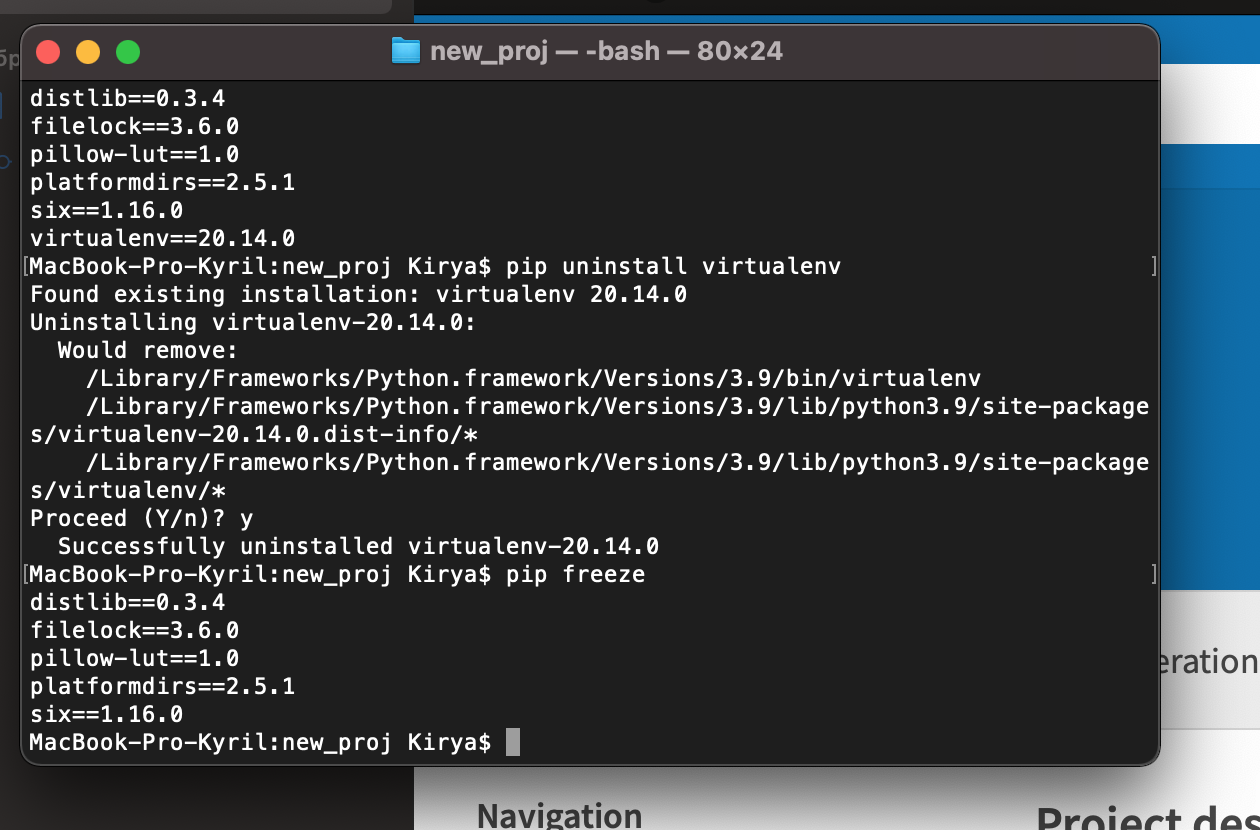 new_proj — -bash — 80×24
distlib==0.3.4
filelock==3.6.0
pillow-lut==1.0
platformdirs==2.5.1
six==1.16.0
virtualenv==20.14.0
[MacBook-Pro-Kyril:new_proj Kirya$ pip uninstall virtualenv ]
Found existing installation: virtualenv 20.14.0
Uninstalling virtualenv-20.14.0:
  Would remove:
    /Library/Frameworks/Python.framework/Versions/3.9/bin/virtualenv
    /Library/Frameworks/Python.framework/Versions/3.9/lib/python3.9/site-package
s/virtualenv-20.14.0.dist-info/*
    /Library/Frameworks/Python.framework/Versions/3.9/lib/python3.9/site-package
s/virtualenv/*
Proceed (Y/n)? y
  Successfully uninstalled virtualenv-20.14.0
[MacBook-Pro-Kyril:new_proj Kirya$ pip freeze ]
distlib==0.3.4
filelock==3.6.0
pillow-lut==1.0
platformdirs==2.5.1
six==1.16.0
MacBook-Pro-Kyril:new_proj Kirya$
eration
Navigation
Project des